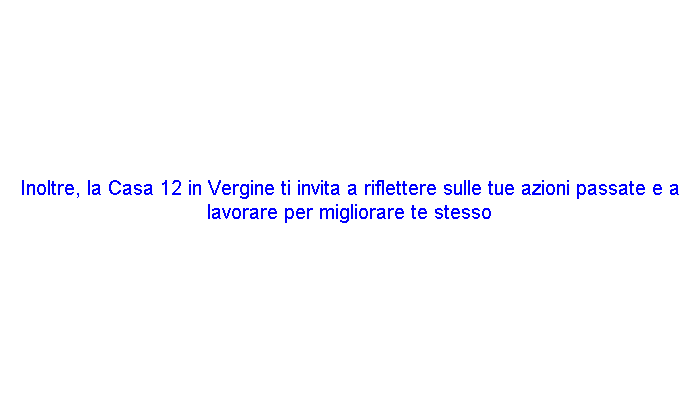 Inoltre, la Casa 12 in Vergine ti invita a riflettere sulle tue azioni passate e a
lavorare per migliorare te stesso